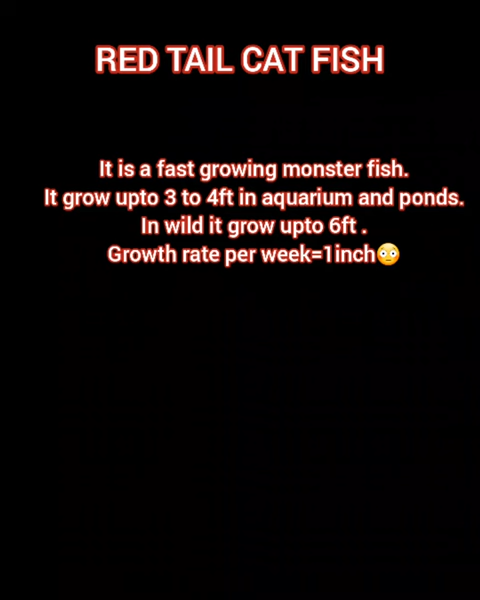 RED TAIL CAT FISH
It is a fast growing monster fish.
It grow upto 3 to 4ft in aquarium and ponds.
In wild it grow upto 6ft .
Growth rate per week=1inch😳